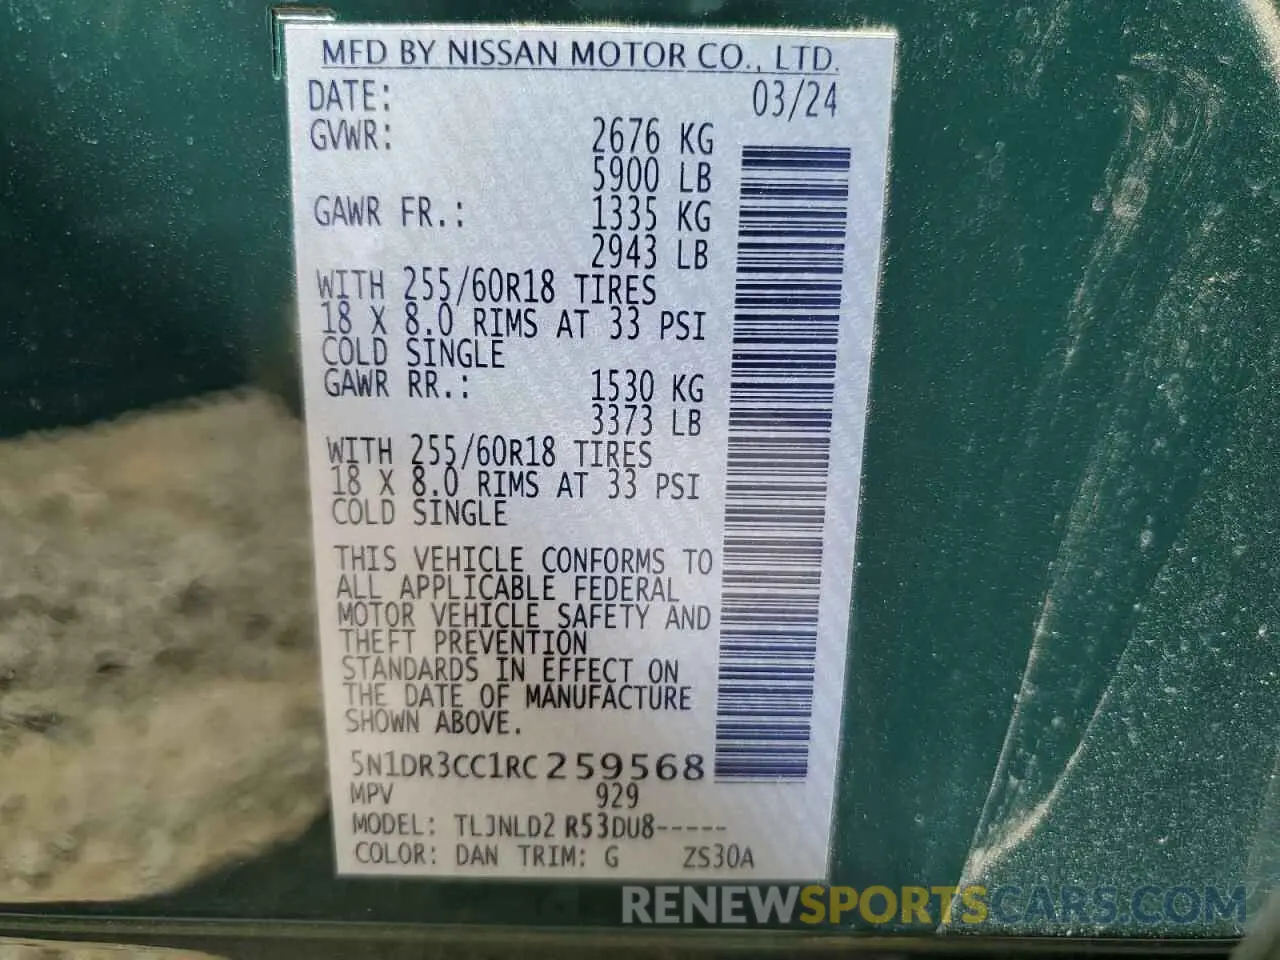 MFD BY NISSAN MOTOR CO., LTD.
DATE: 03/24
GVWR: 2676 KG
5900 LB
GAWR FR.: 1335 KG
2943 LB
WITH 255/60R18 TIRES
18 X 8.0 RIMS AT 33 PSI
COLD SINGLE
GAWR RR.: 1530 KG
3373 LB
WITH 255/60R18 TIRES
18 X 8.0 RIMS AT 33 PSI
COLD SINGLE
THIS VEHICLE CONFORMS TO
ALL APPLICABLE FEDERAL
MOTOR VEHICLE SAFETY AND
THEFT PREVENTION
STANDARDS IN EFFECT ON
THE DATE OF MANUFACTURE
SHOWN ABOVE.
5N1DR3CC1RC259568
MPV 929
MODEL: TLJNLD2 R53DU8-----
COLOR: DAN TRIM: G ZS30A
RENEWSPORTSCARS.COM